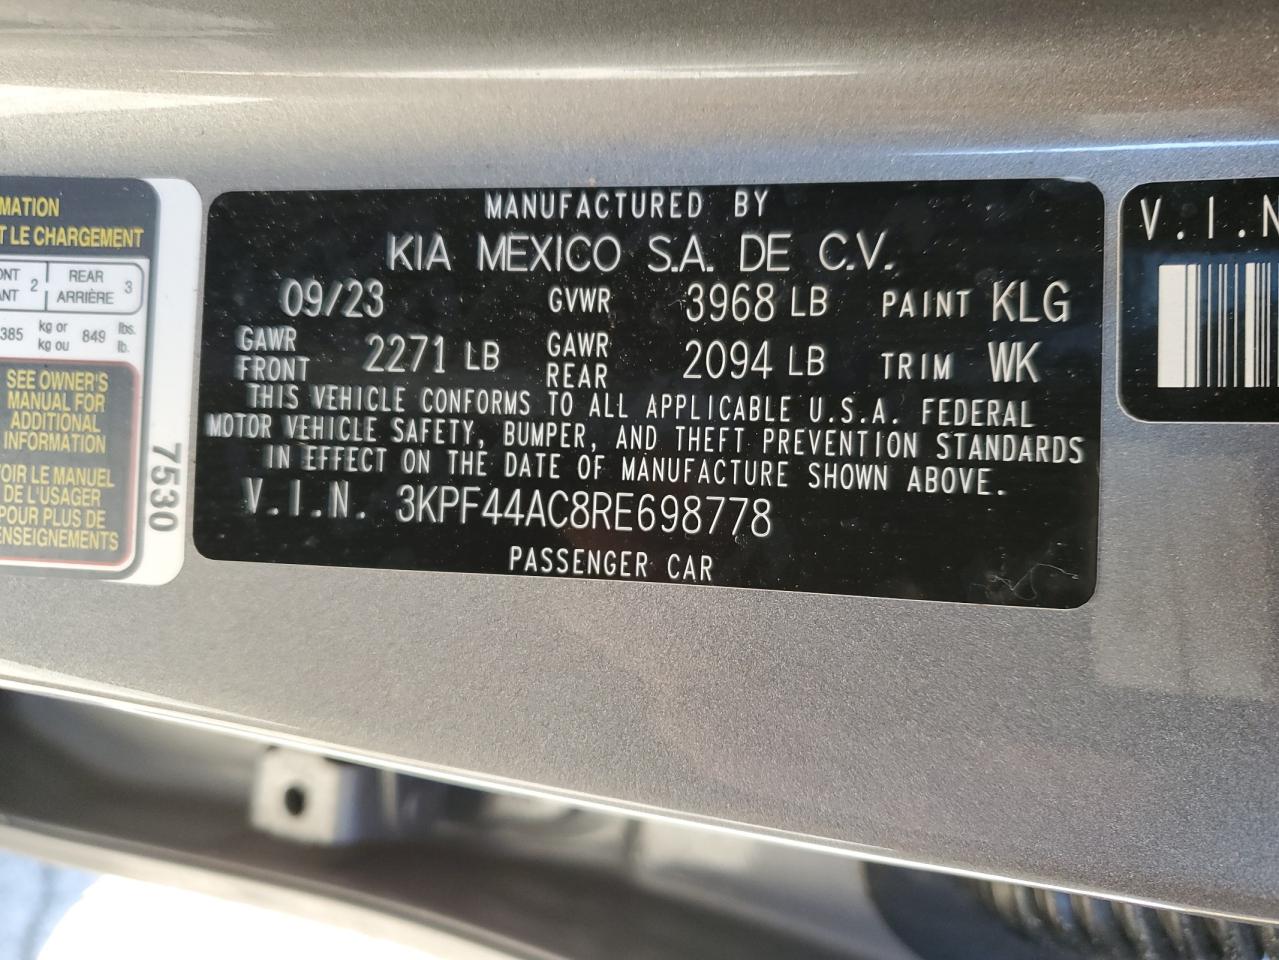 MATION
T LE CHARGEMENT
ONT 2 REAR 3
ANT ARRIÈRE
385 kg or 849 lbs.
kg ou lb.
SEE OWNER'S
MANUAL FOR
ADDITIONAL
INFORMATION
OIR LE MANUEL
DE L'USAGER
POUR PLUS DE
ENSEIGNEMENTS
7530
MANUFACTURED BY
KIA MEXICO S.A. DE C.V.
09/23 GVWR 3968 LB PAINT KLG
GAWR FRONT 2271 LB GAWR REAR 2094 LB TRIM WK
THIS VEHICLE CONFORMS TO ALL APPLICABLE U.S.A. FEDERAL
MOTOR VEHICLE SAFETY, BUMPER, AND THEFT PREVENTION STANDARDS
IN EFFECT ON THE DATE OF MANUFACTURE SHOWN ABOVE.
V.I.N. 3KPF44AC8RE698778
PASSENGER CAR
V.I.N